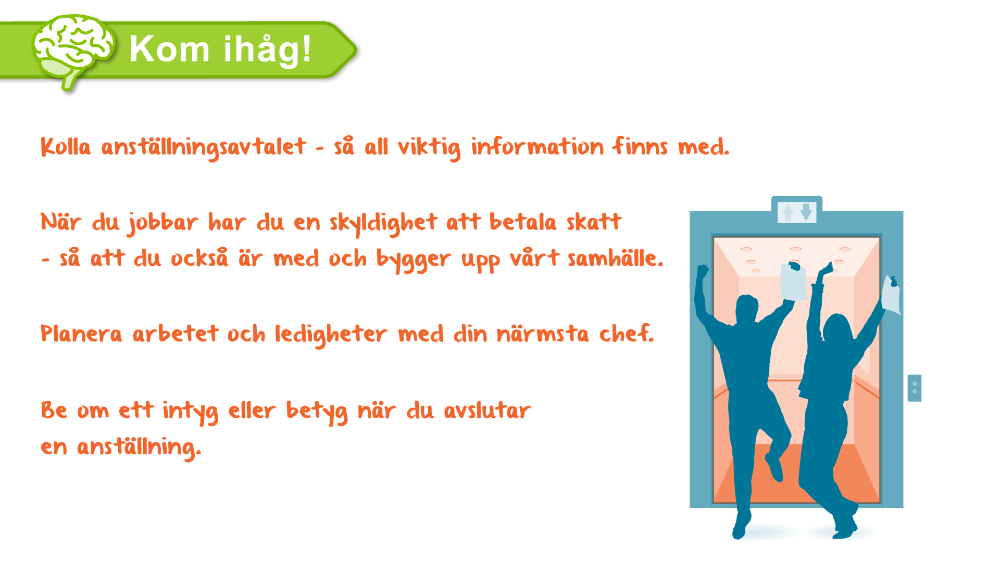 Kom ihåg!
Kolla anställningsavtalet - så all viktig information finns med.
När du jobbar har du en skyldighet att betala skatt
- så att du också är med och bygger upp vårt samhälle.
Planera arbetet och ledigheter med din närmsta chef.
Be om ett intyg eller betyg när du avslutar
en anställning.